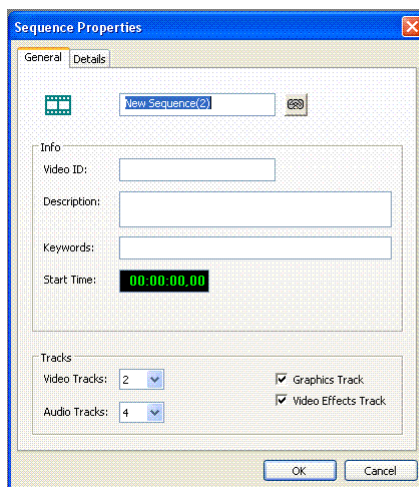 Sequence Properties
General Details
New Sequence(2)
Info
Video ID:
Description:
Keywords:
Start Time: 00:00:00,00
Tracks
Video Tracks: 2
Graphics Track
Video Effects Track
Audio Tracks: 4
OK Cancel